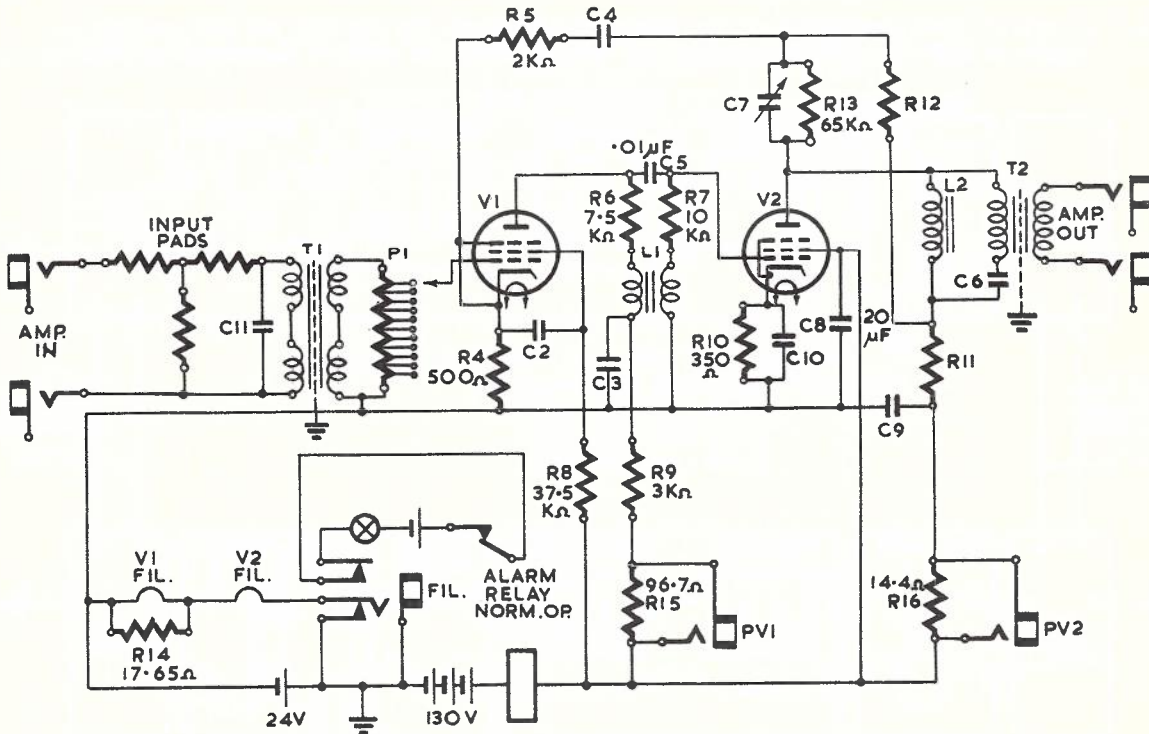 R5
2KΩ
C4
C7
R13
65KΩ
R12
·01μF
C5
V1
R6
7·5
KΩ
R7
10
KΩ
V2
L2
T2
AMP.
OUT
INPUT
PADS
T1
P1
L1
C6
AMP.
IN
C11
R4
500Ω
C2
C3
R10
350
Ω
C10
C8
20
μF
R11
C9
R8
37·5
KΩ
R9
3KΩ
V1
FIL.
V2
FIL.
FIL.
ALARM
RELAY
NORM.OP.
96·7Ω
R15
PV1
14·4Ω
R16
PV2
R14
17·65Ω
24V
130V